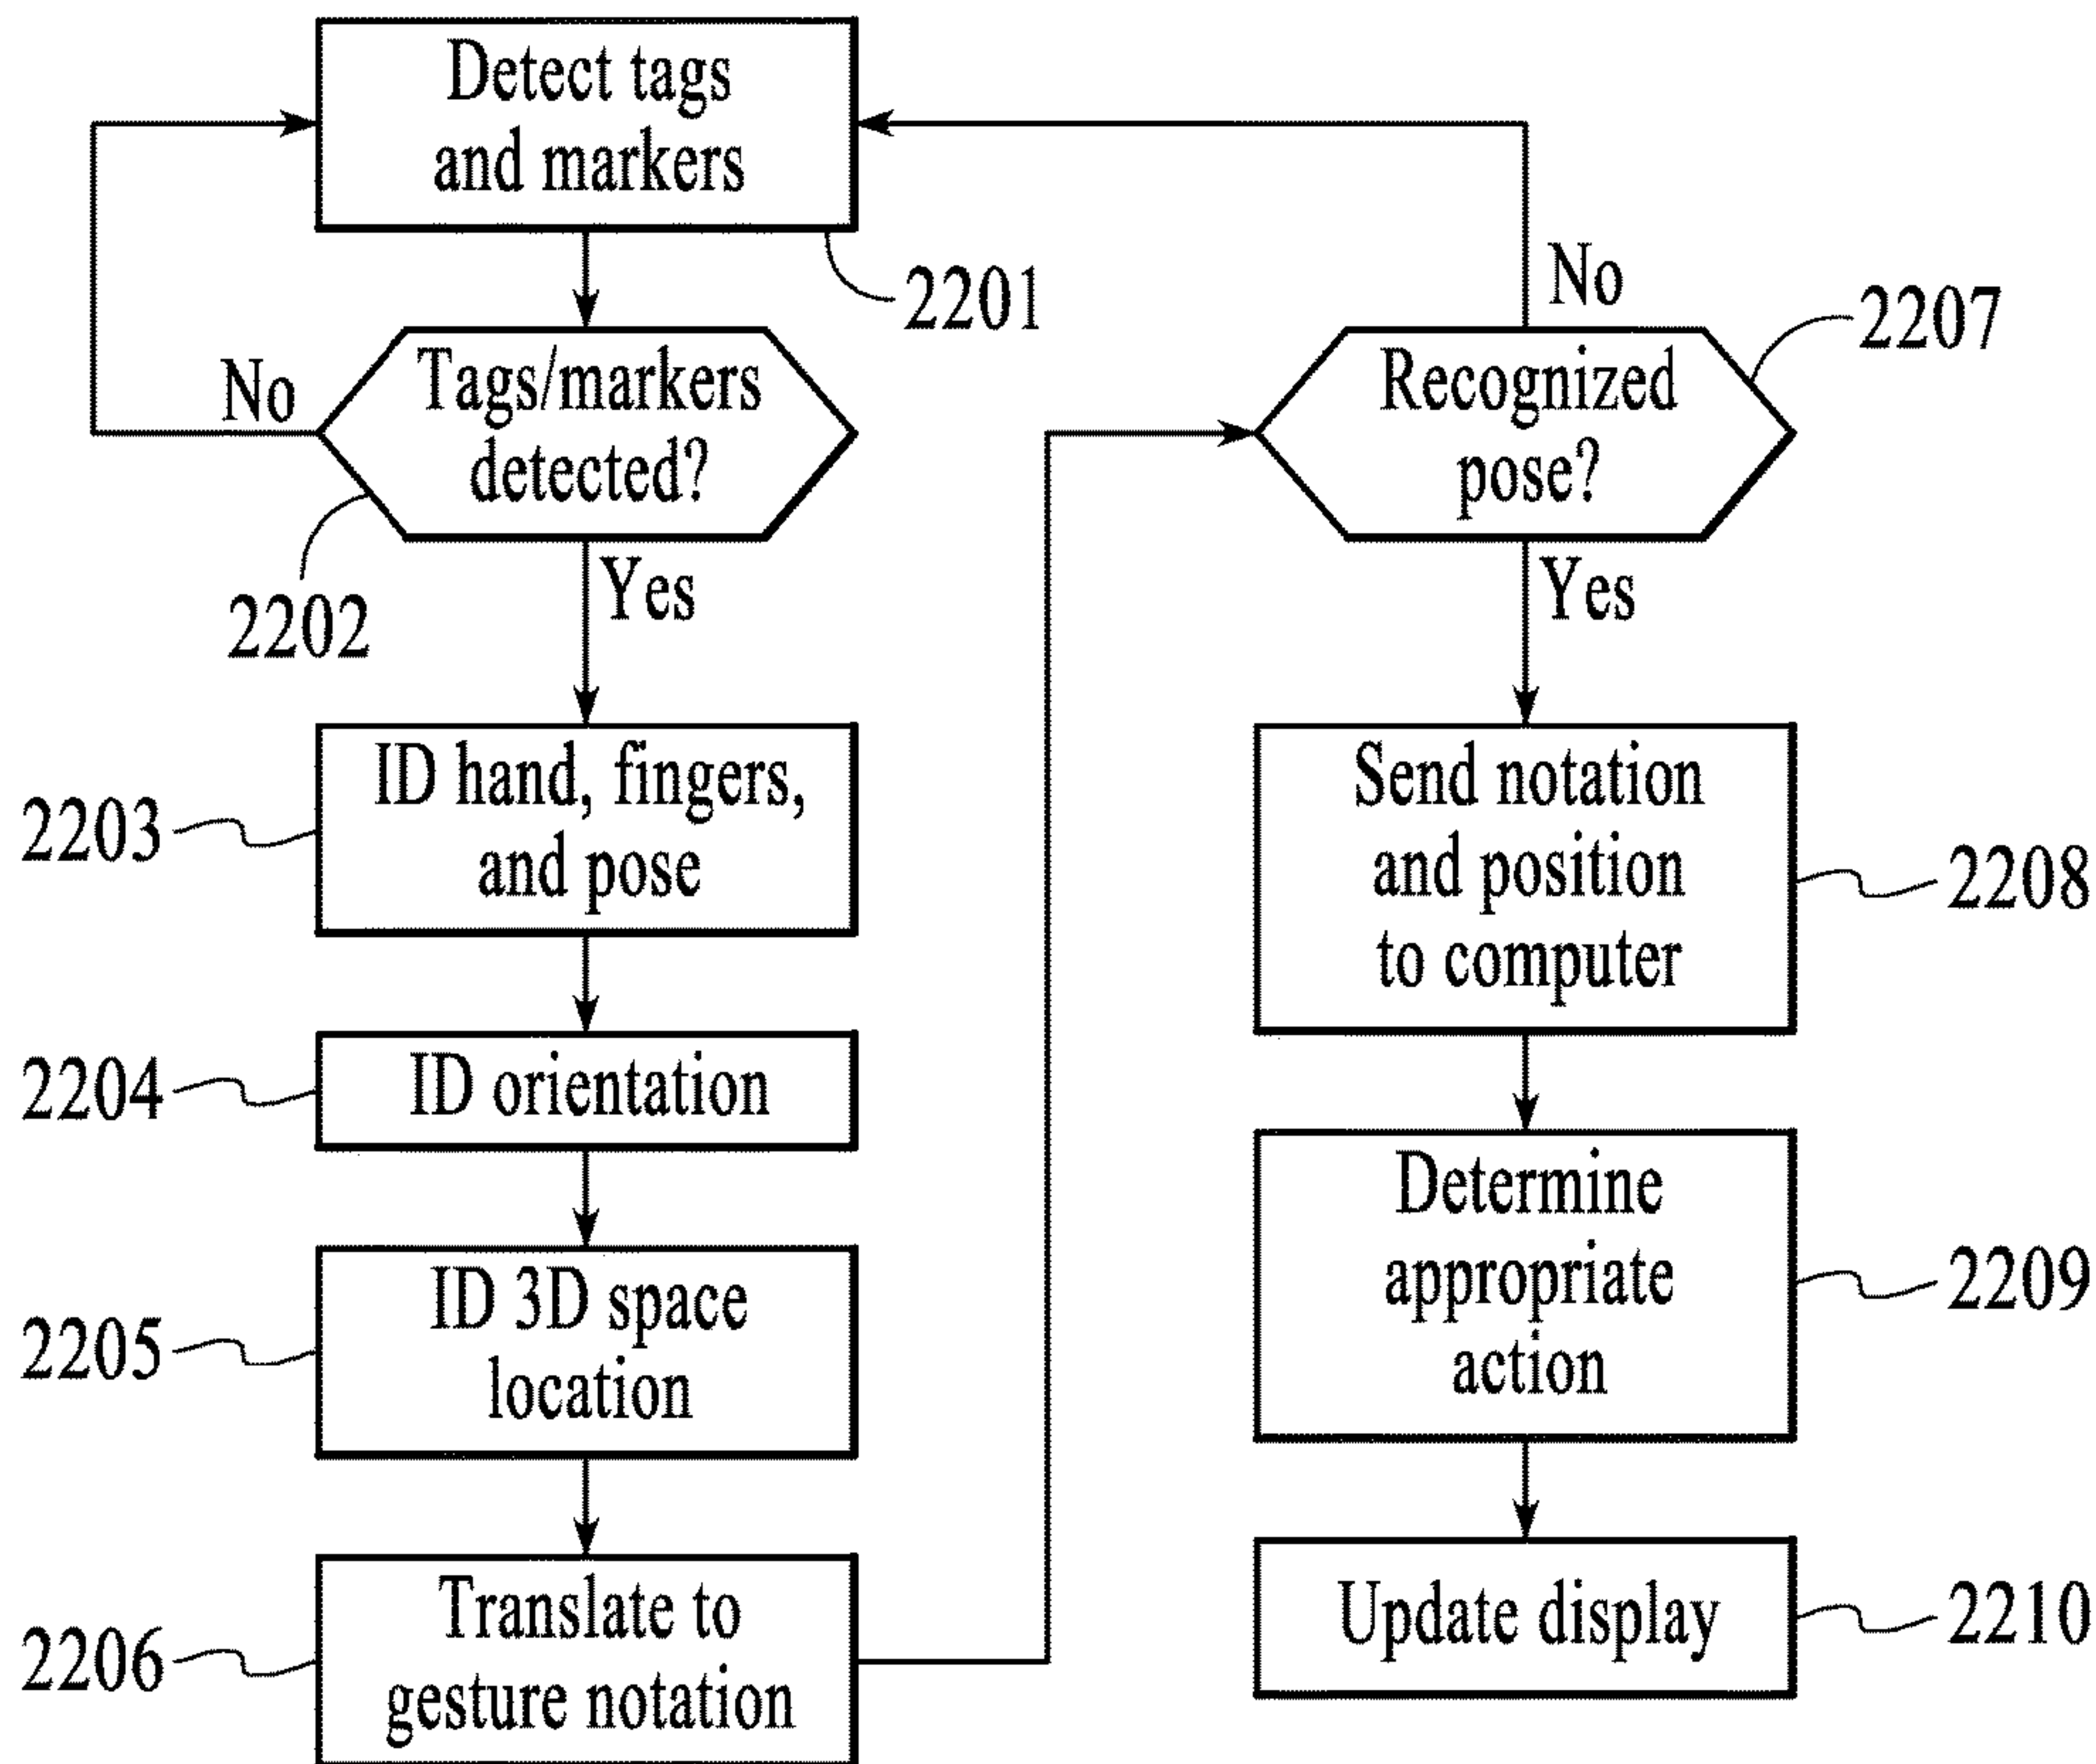 Detect tags
and markers
2201
No
Tags/markers
detected?
2202
Yes
2203
ID hand, fingers,
and pose
2204
ID orientation
2205
ID 3D space
location
2206
Translate to
gesture notation
No
2207
Recognized
pose?
Yes
Send notation
and position
to computer
2208
Determine
appropriate
action
2209
Update display
2210